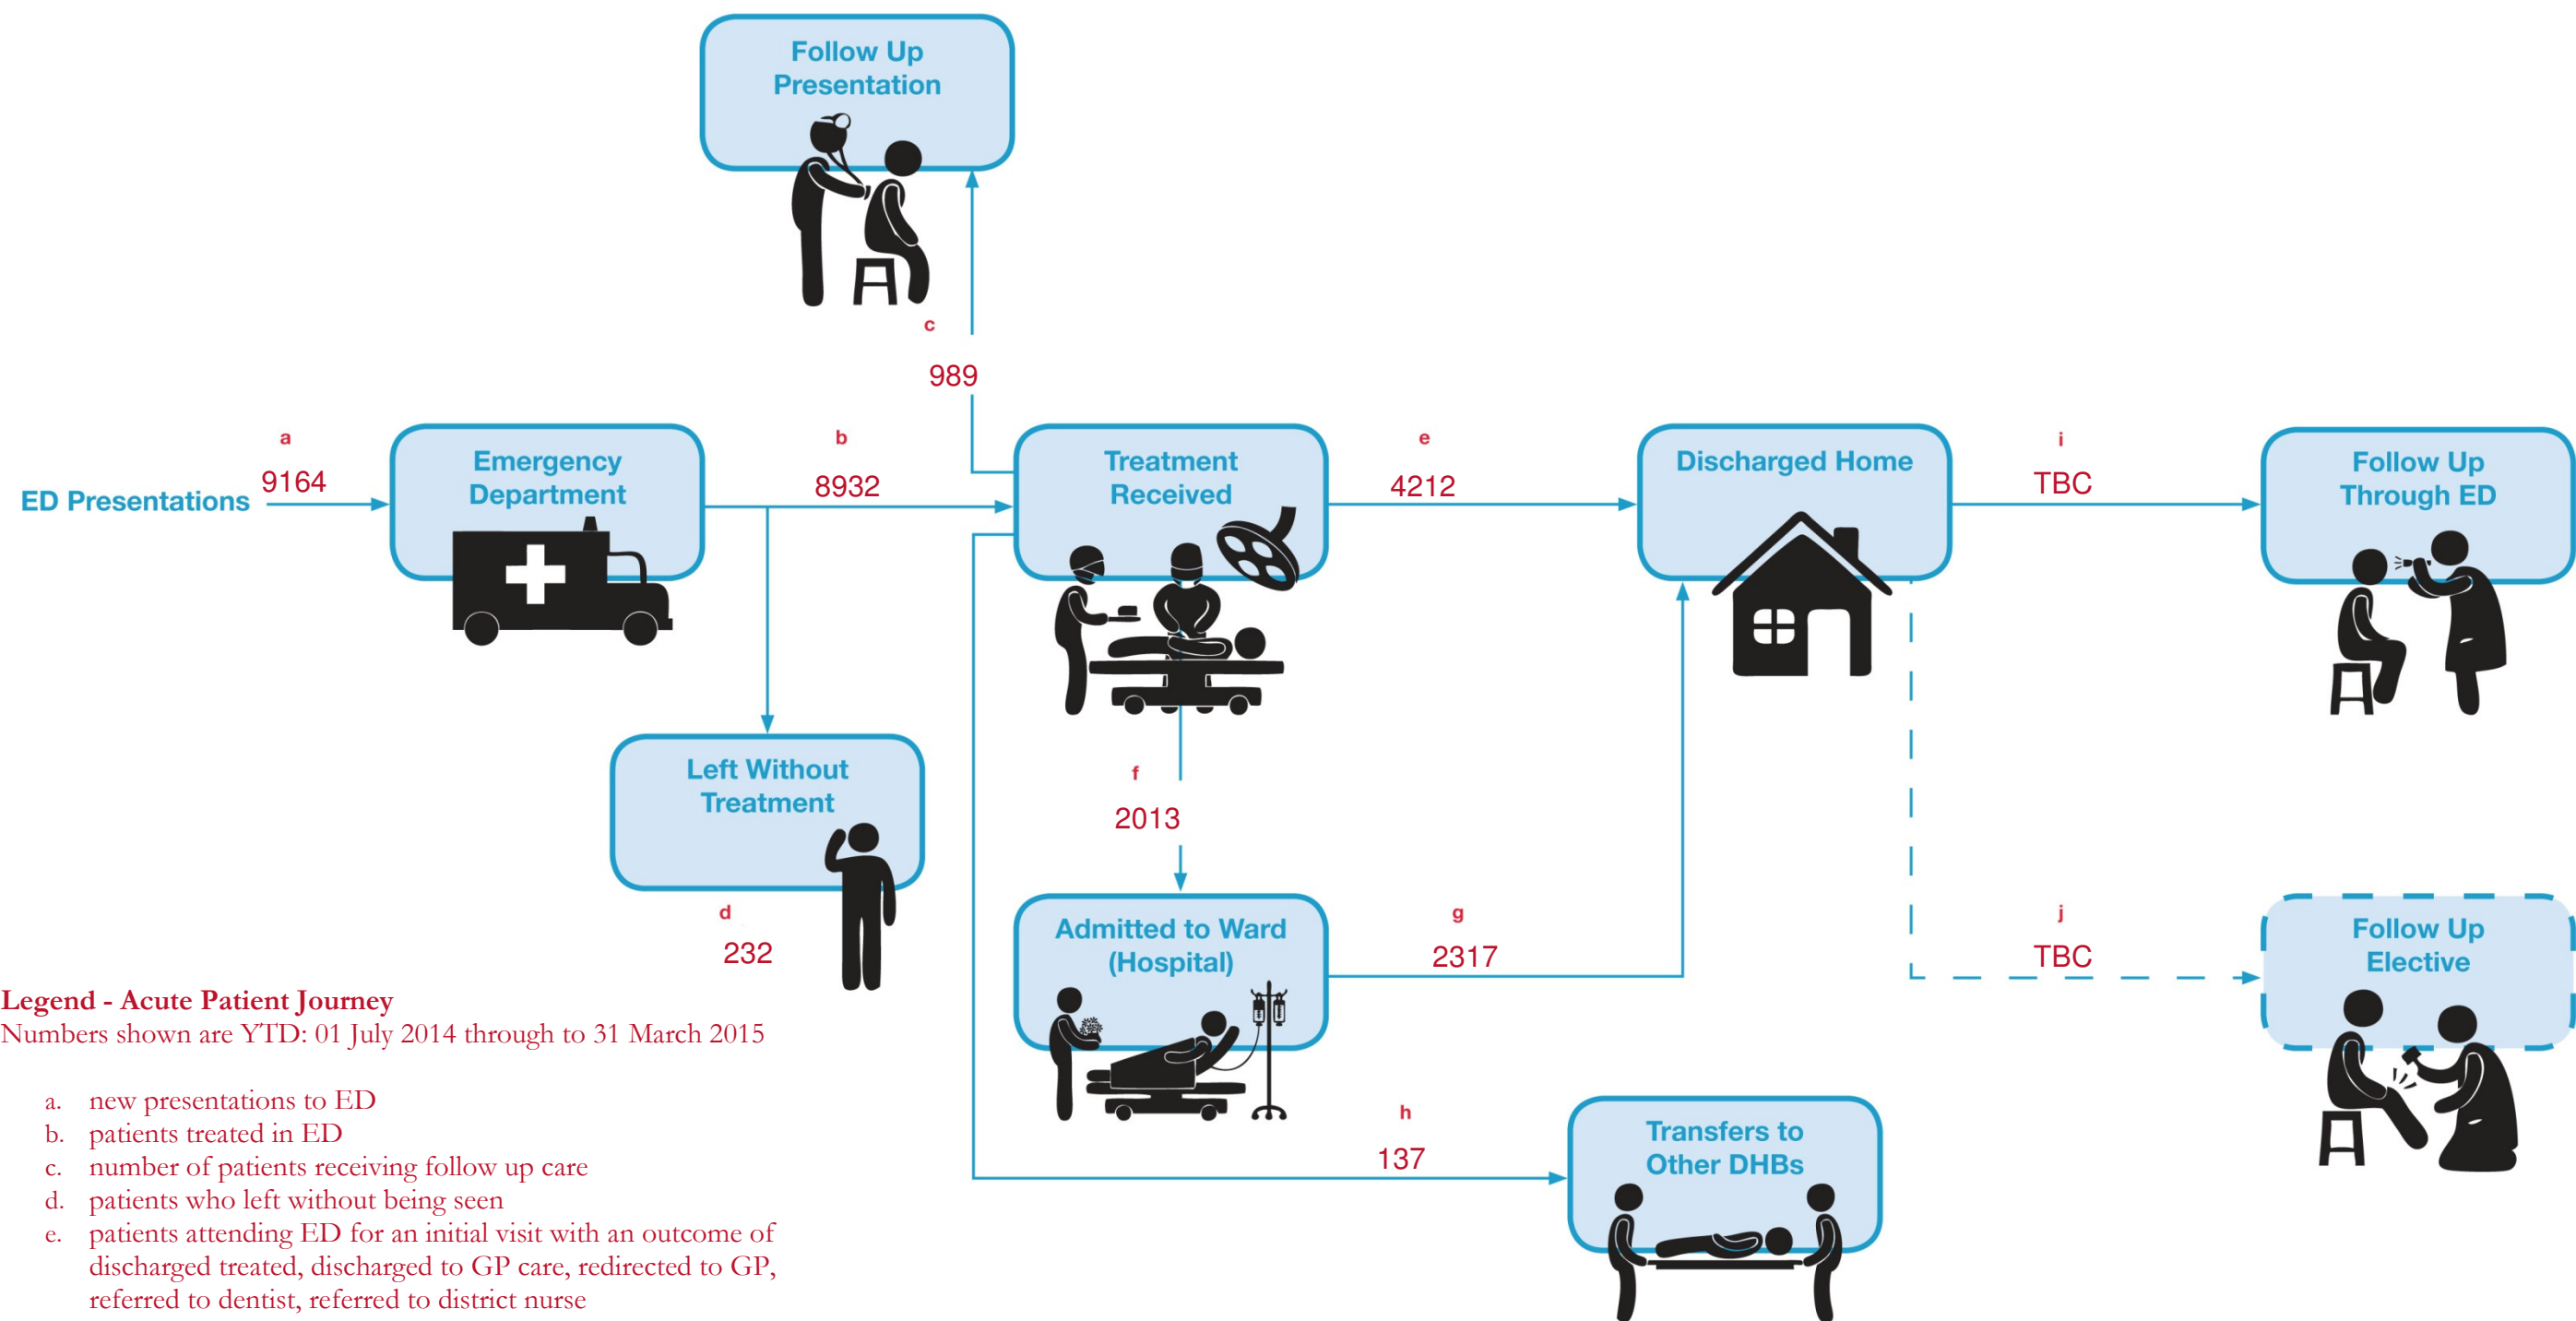 Follow Up
Presentation
c
989
a
9164
ED Presentations
Emergency
Department
b
8932
Treatment
Received
e
4212
Discharged Home
i
TBC
Follow Up
Through ED
Left Without
Treatment
d
232
f
2013
Admitted to Ward
(Hospital)
g
2317
j
TBC
Follow Up
Elective
h
137
Transfers to
Other DHBs
Legend - Acute Patient Journey
Numbers shown are YTD: 01 July 2014 through to 31 March 2015
a. new presentations to ED
b. patients treated in ED
c. number of patients receiving follow up care
d. patients who left without being seen
e. patients attending ED for an initial visit with an outcome of
discharged treated, discharged to GP care, redirected to GP,
referred to dentist, referred to district nurse